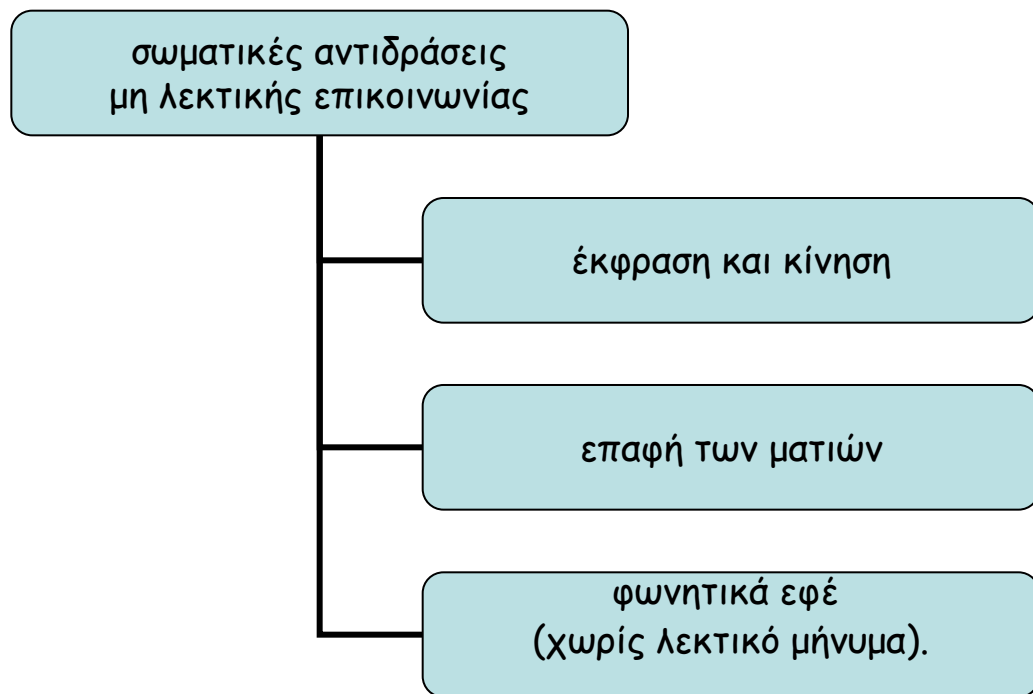 σωματικές αντιδράσεις
μη λεκτικής επικοινωνίας
έκφραση και κίνηση
επαφή των ματιών
φωνητικά εφέ
(χωρίς λεκτικό μήνυμα).